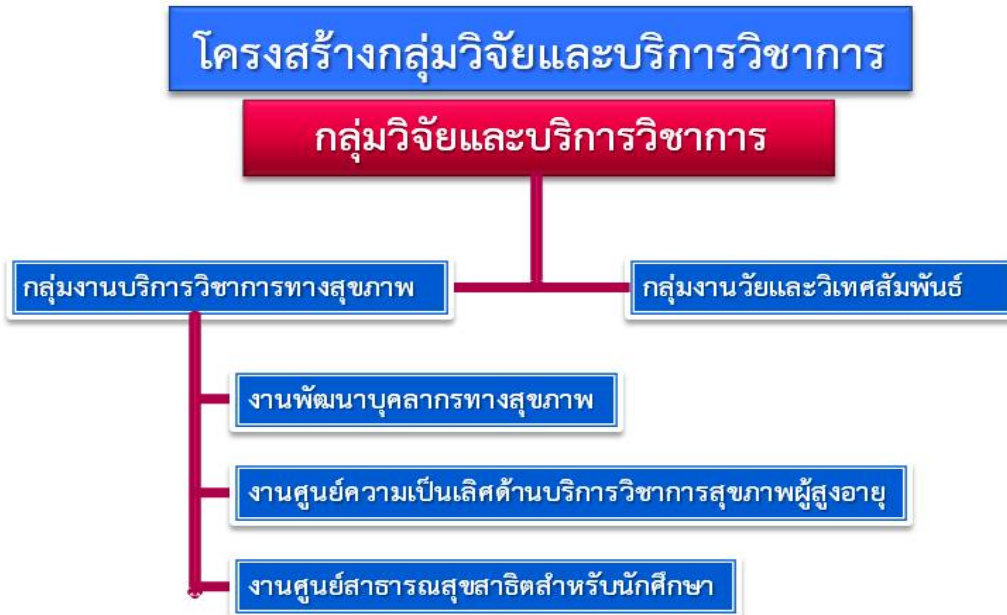 โครงสร้างกลุ่มวิจัยและบริการวิชาการ
กลุ่มวิจัยและบริการวิชาการ
กลุ่มงานบริการวิชาการทางสุขภาพ
กลุ่มงานวัยและวิเทศสัมพันธ์
งานพัฒนาบุคลากรทางสุขภาพ
งานศูนย์ความเป็นเลิศด้านบริการวิชาการสุขภาพผู้สูงอายุ
งานศูนย์สาธารณสุขสาธิตสำหรับนักศึกษา